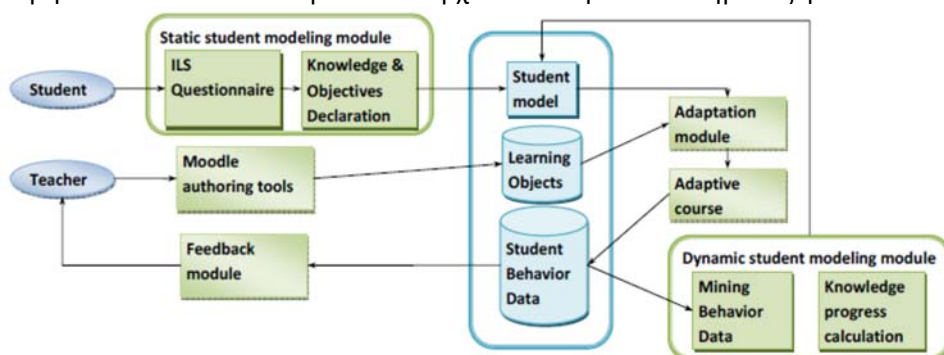 Static student modeling module
Student
ILS
Questionnaire
Knowledge &
Objectives
Declaration
Student
model
Adaptation
module
Teacher
Moodle
authoring tools
Learning
Objects
Adaptive
course
Feedback
module
Student
Behavior
Data
Dynamic student modeling module
Mining
Behavior
Data
Knowledge
progress
calculation